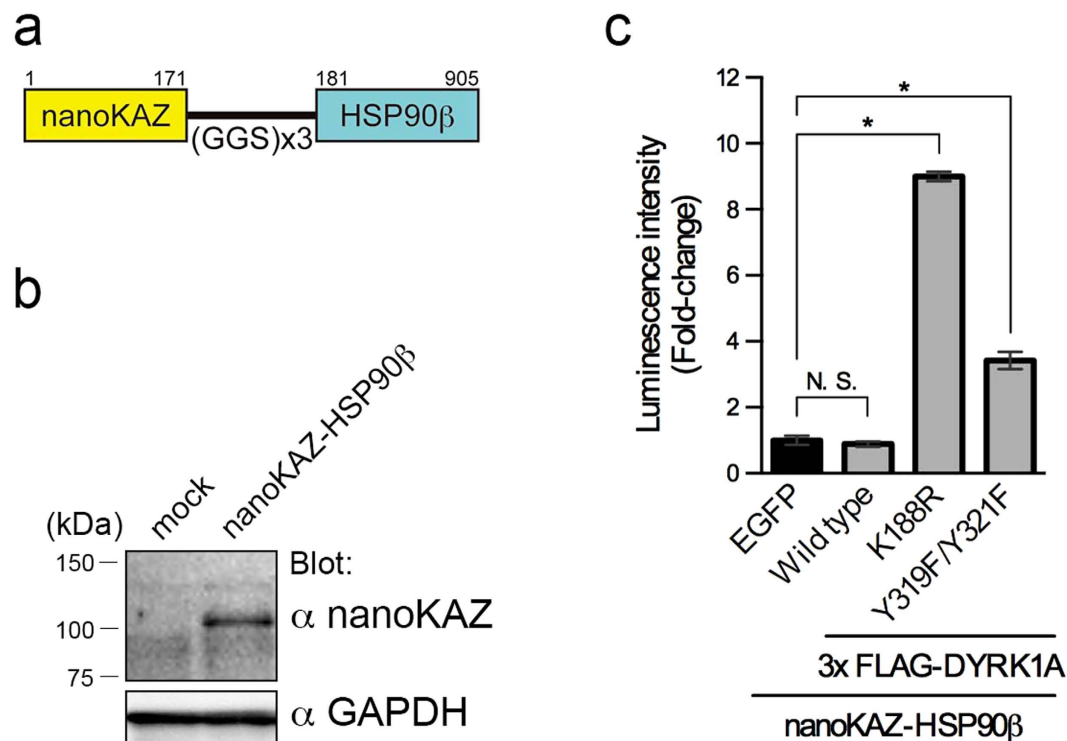 a
1 171 181 905
nanoKAZ HSP90β
(GGS)x3
b
mock
nanoKAZ-HSP90β
(kDa)
150
100
75
Blot:
α nanoKAZ
α GAPDH
c
Luminescence intensity
(Fold-change)
12
10
8
6
4
2
0
*
*
N. S.
EGFP
Wild type
K188R
Y319F/Y321F
3x FLAG-DYRK1A
nanoKAZ-HSP90β